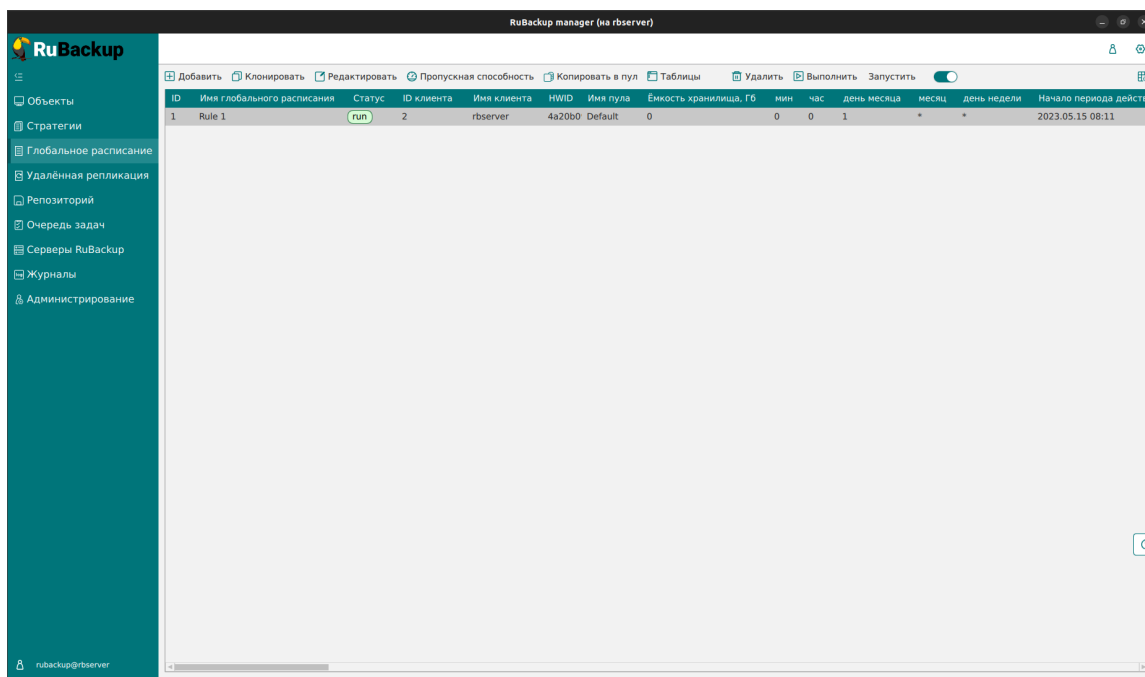 RuBackup manager (на rbserver)
RuBackup
Добавить Клонировать Редактировать Пропускная способность Копировать в пул Таблицы Удалить Выполнить Запустить
Объекты
Стратегии
Глобальное расписание
Удалённая репликация
Репозиторий
Очередь задач
Серверы RuBackup
Журналы
Администрирование
ID Имя глобального расписания Статус ID клиента Имя клиента HWID Имя пула Ёмкость хранилища, Гб мин час день месяца месяц день недели Начало периода дейст
1 Rule 1 run 2 rbserver 4a20b0 Default 0 0 0 1 * * 2023.05.15 08:11
rubackup@rbserver